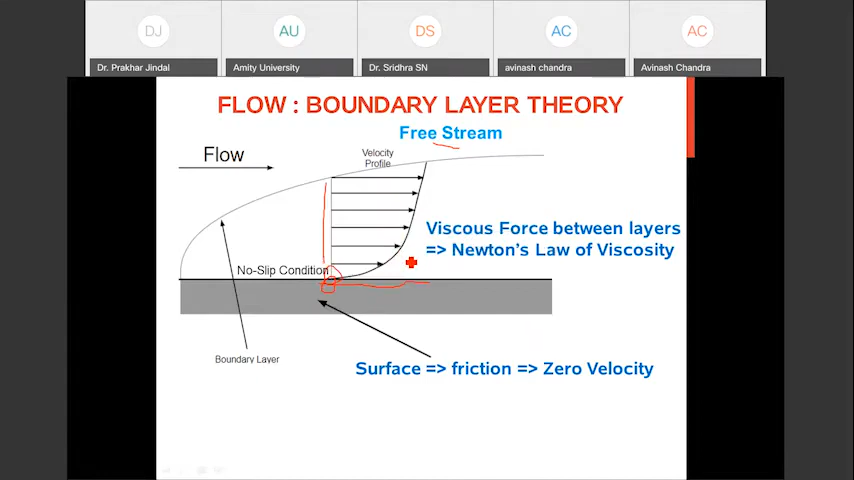 DJ
AU
DS
AC
AC
Dr. Prakhar Jindal
Amity University
Dr. Sridhra SN
avinash chandra
Avinash Chandra
FLOW : BOUNDARY LAYER THEORY
Free Stream
Flow
Velocity
Profile
Viscous Force between layers
=> Newton's Law of Viscosity
No-Slip Condition
Boundary Layer
Surface => friction => Zero Velocity